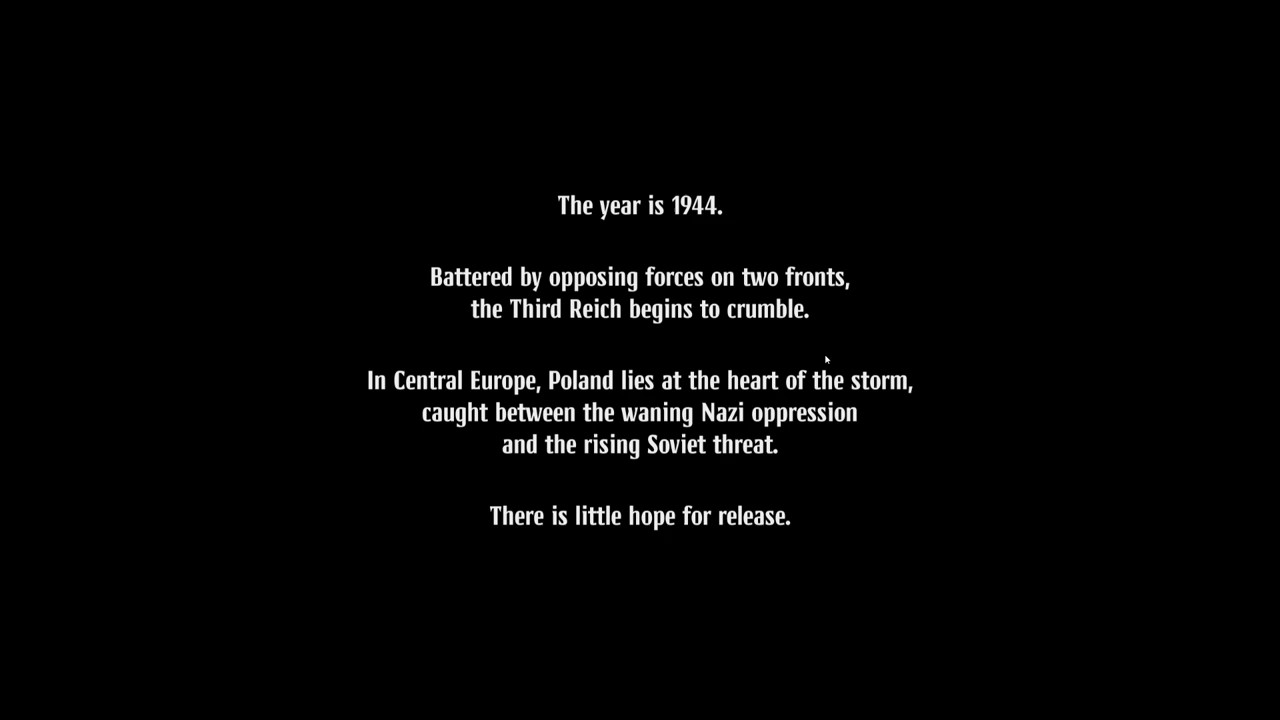 The year is 1944.
Battered by opposing forces on two fronts,
the Third Reich begins to crumble.
In Central Europe, Poland lies at the heart of the storm,
caught between the waning Nazi oppression
and the rising Soviet threat.
There is little hope for release.